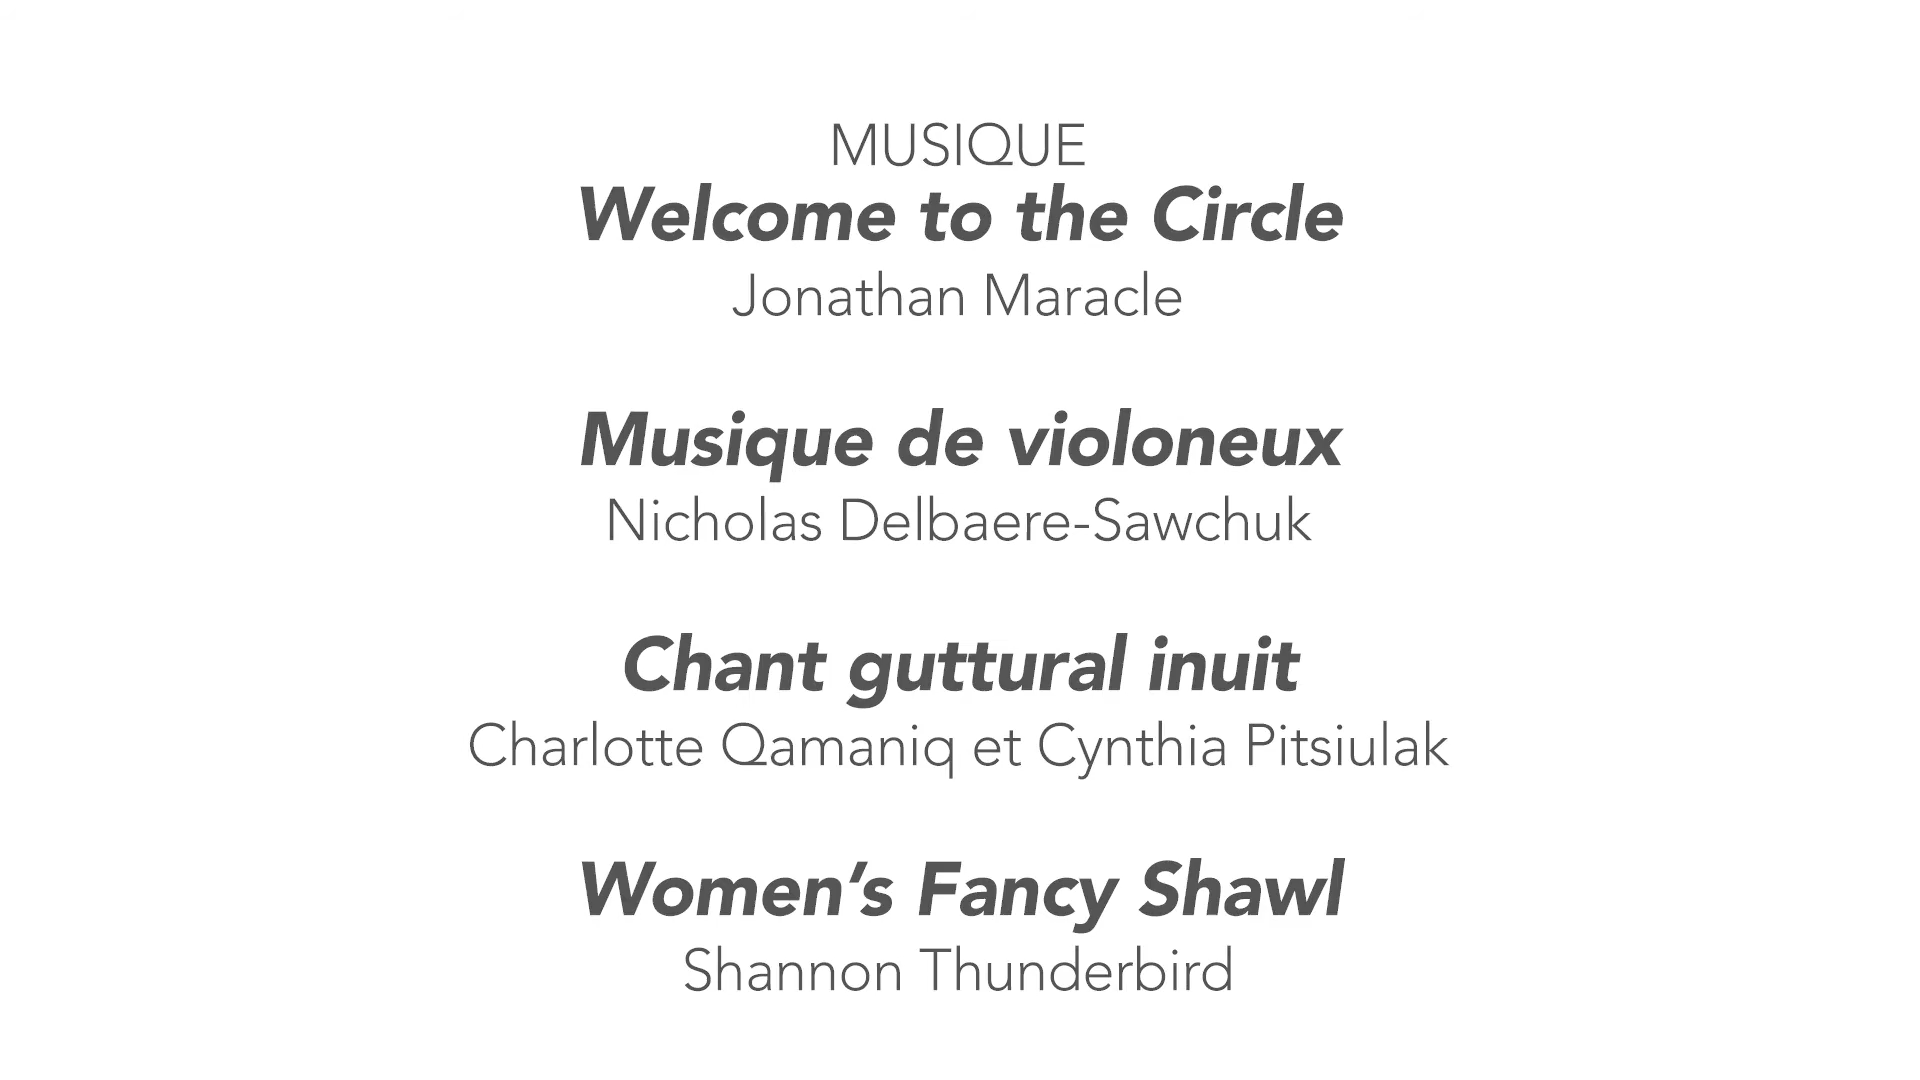 MUSIQUE
Welcome to the Circle
Jonathan Maracle
Musique de violoneux
Nicholas Delbaere-Sawchuk
Chant guttural inuit
Charlotte Qamaniq et Cynthia Pitsiulak
Women’s Fancy Shawl
Shannon Thunderbird